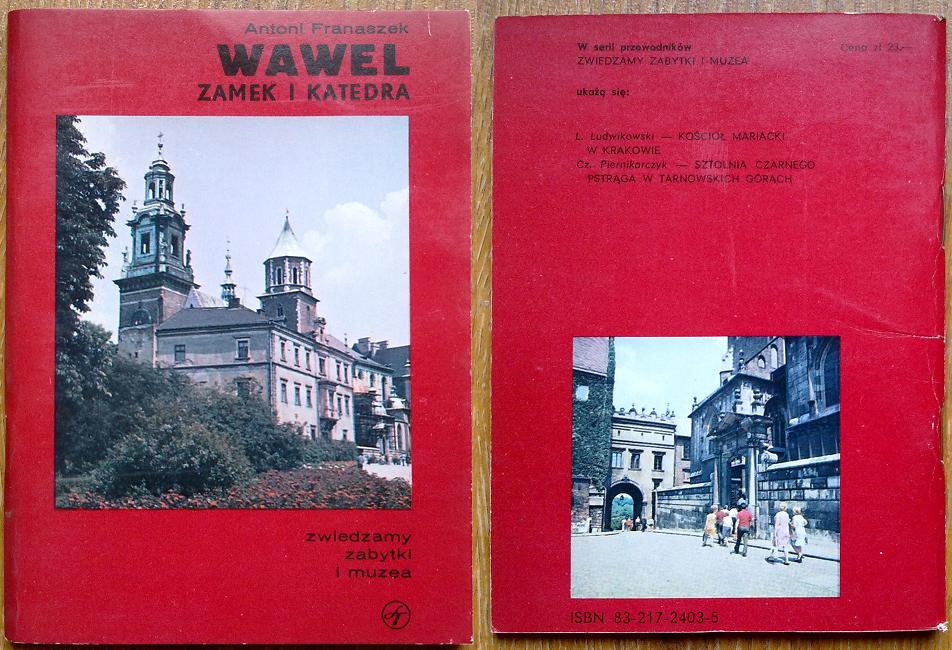 Antoni Franaszek
WAWEL
ZAMEK I KATEDRA
zwiedzamy
zabytki
i muzea
W serii przewodników
ZWIEDZAMY ZABYTKI I MUZEA
Cena zł 23,—
ukażą się:
L. Ludwikowski — KOŚCIÓŁ MARIACKI
W KRAKOWIE
Cz. Piernikarczyk — SZTOLNIA CZARNEGO
PSTRĄGA W TARNOWSKICH GÓRACH
ISBN 83-217-2403-5